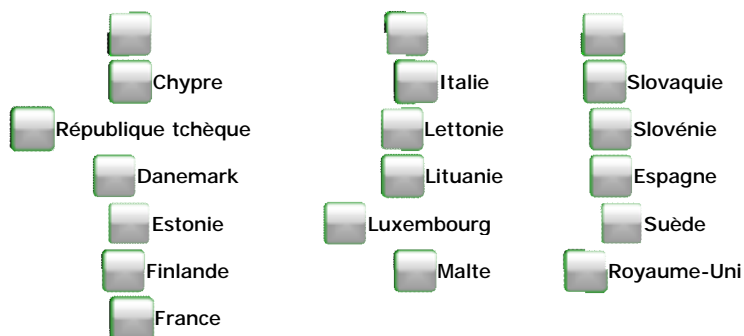 Chypre
République tchèque
Danemark
Estonie
Finlande
France
Italie
Lettonie
Lituanie
Luxembourg
Malte
Slovaquie
Slovénie
Espagne
Suède
Royaume-Uni